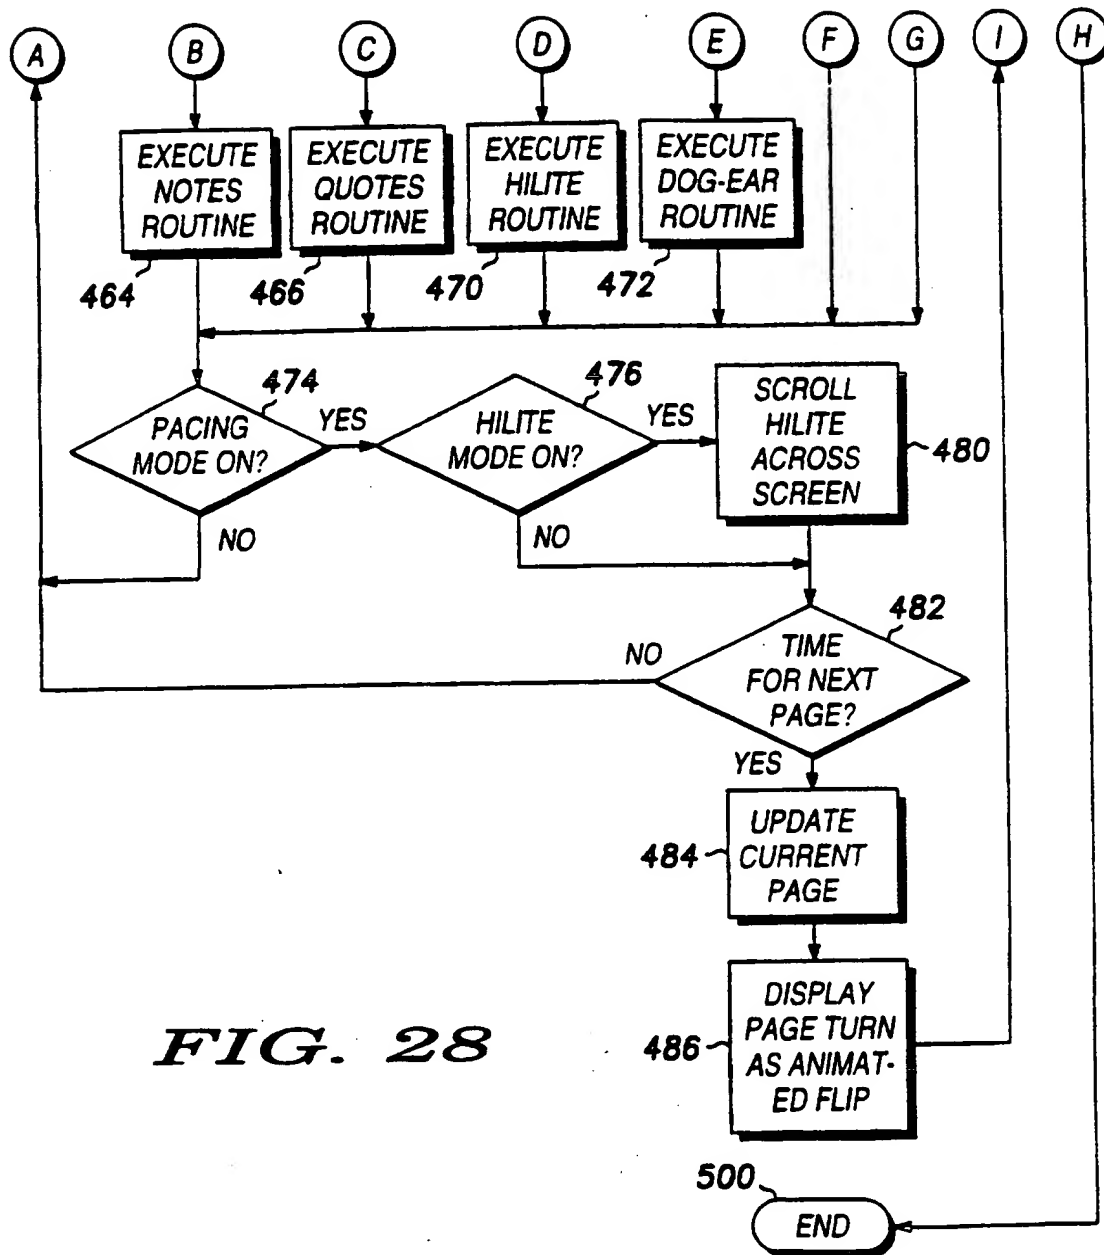 A
B
C
D
E
F
G
I
H
EXECUTE
NOTES
ROUTINE
464
EXECUTE
QUOTES
ROUTINE
466
EXECUTE
HILITE
ROUTINE
470
EXECUTE
DOG-EAR
ROUTINE
472
PACING
MODE ON?
474
YES
NO
HILITE
MODE ON?
476
YES
NO
SCROLL
HILITE
ACROSS
SCREEN
480
TIME
FOR NEXT
PAGE?
482
NO
YES
UPDATE
CURRENT
PAGE
484
DISPLAY
PAGE TURN
AS ANIMAT-
ED FLIP
486
FIG. 28
500
END